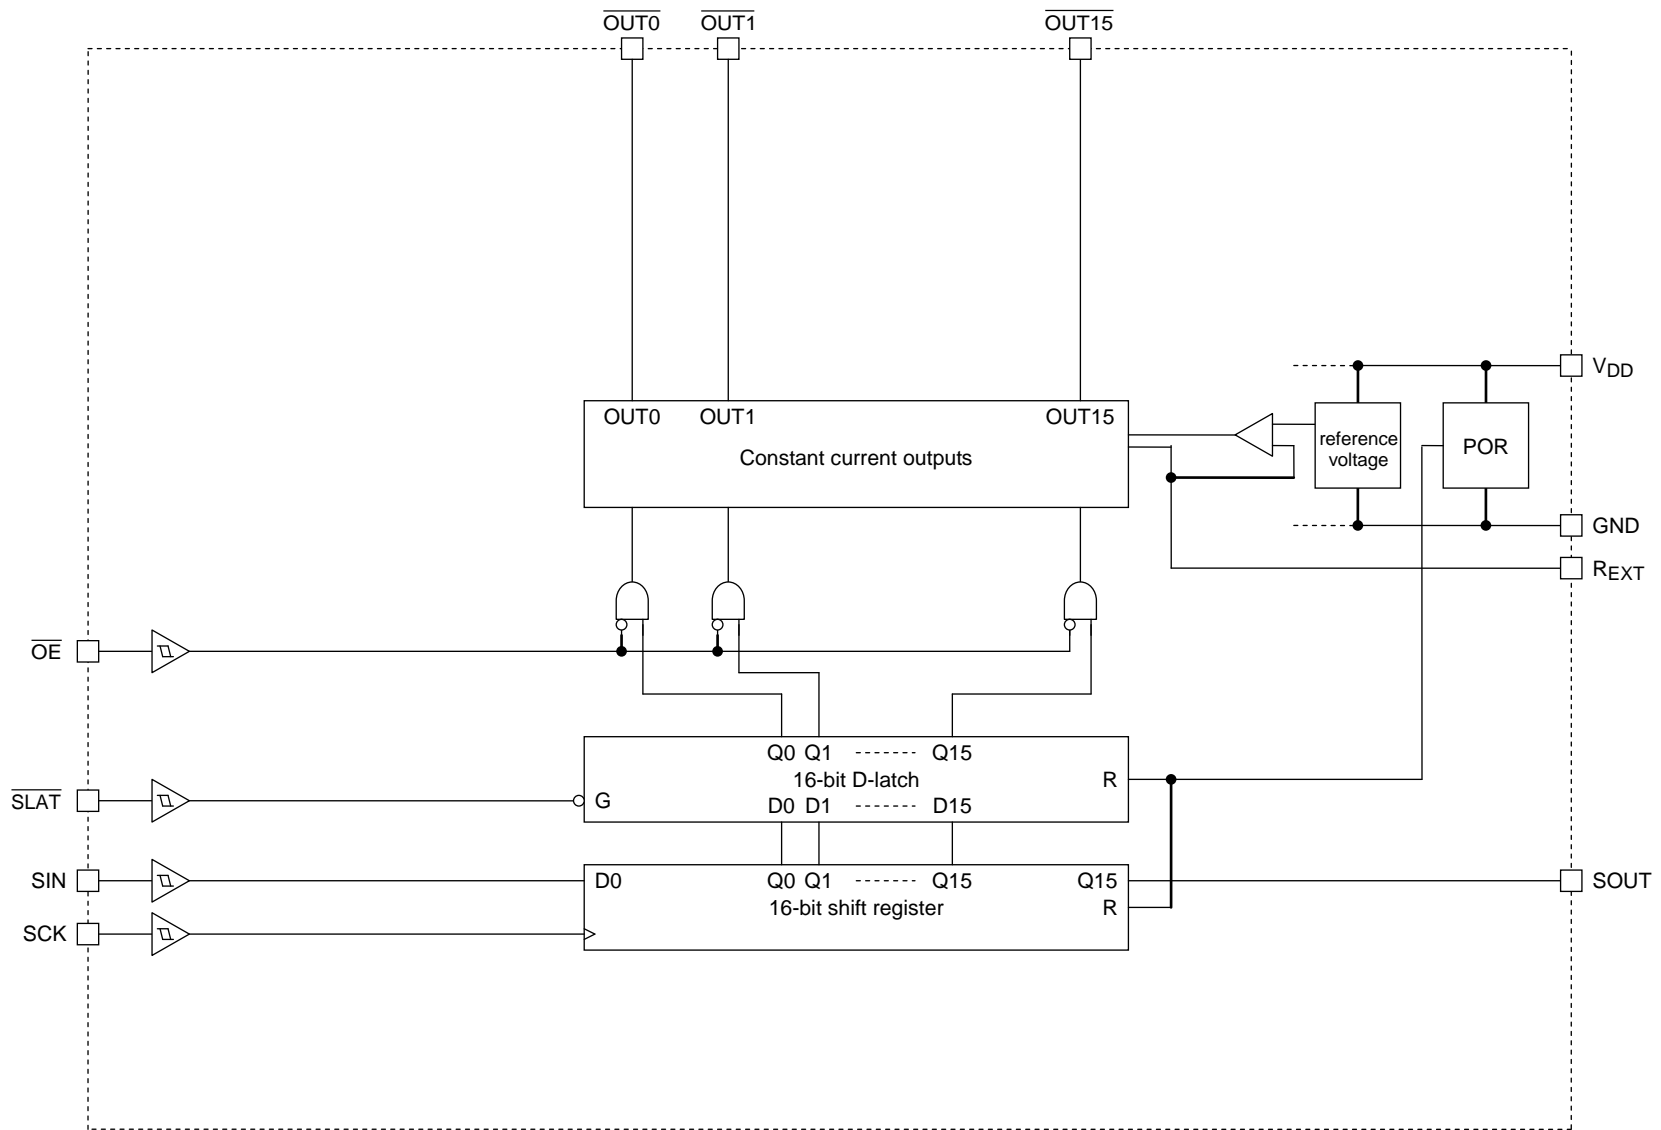 OUT0 OUT1 OUT15
OUT0 OUT1 OUT15
Constant current outputs
reference
voltage
POR
VDD
GND
REXT
OE
Q0 Q1 Q15
16-bit D-latch
R
SLAT
G
D0 D1 D15
SIN
D0
Q0 Q1 Q15
Q15
SOUT
16-bit shift register
R
SCK